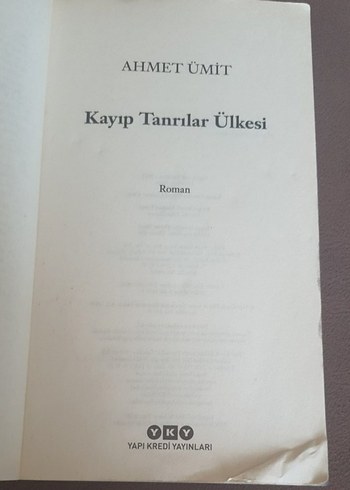 AHMET ÜMİT
Kayıp Tanrılar Ülkesi
Roman
YKY
YAPI KREDİ YAYINLARI